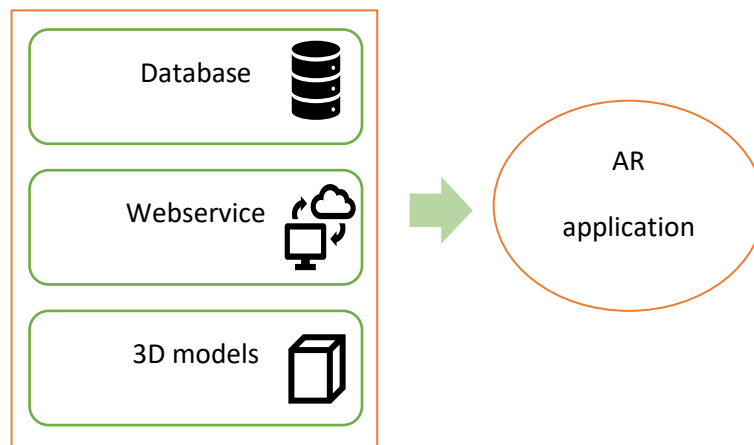 Database
Webservice
3D models
AR
application